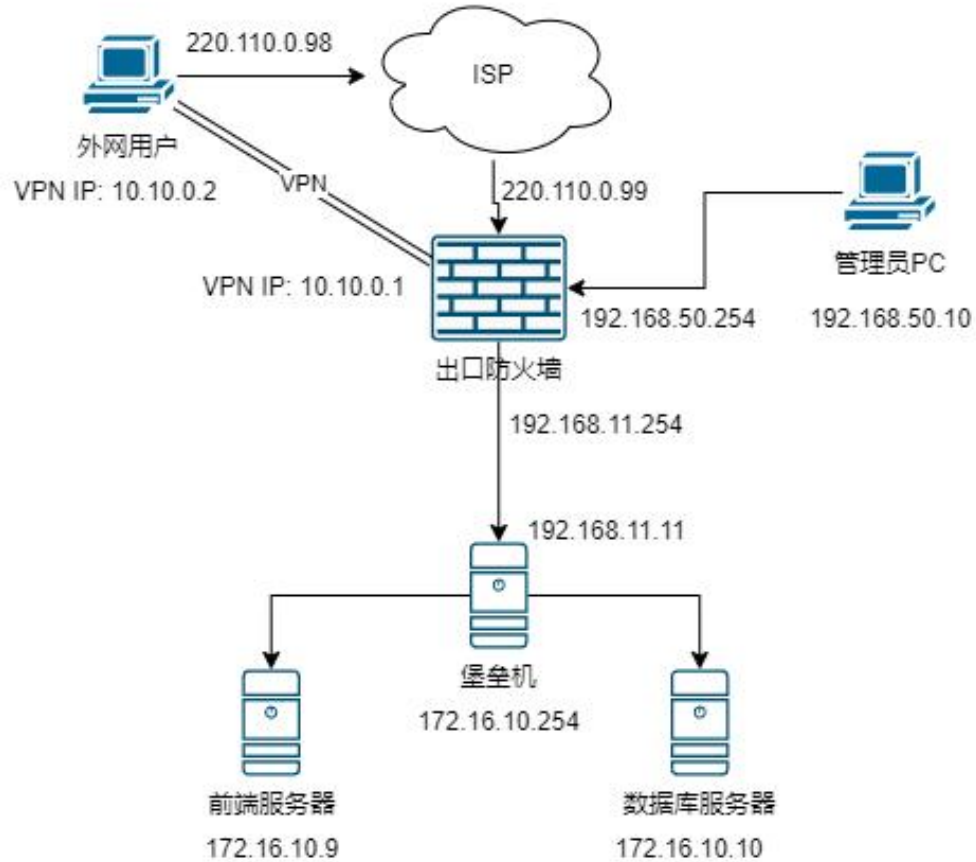 220.110.0.98
ISP
外网用户
VPN IP: 10.10.0.2
VPN
220.110.0.99
管理员PC
VPN IP: 10.10.0.1
192.168.50.254
192.168.50.10
出口防火墙
192.168.11.254
192.168.11.11
堡垒机
172.16.10.254
前端服务器
数据库服务器
172.16.10.9
172.16.10.10